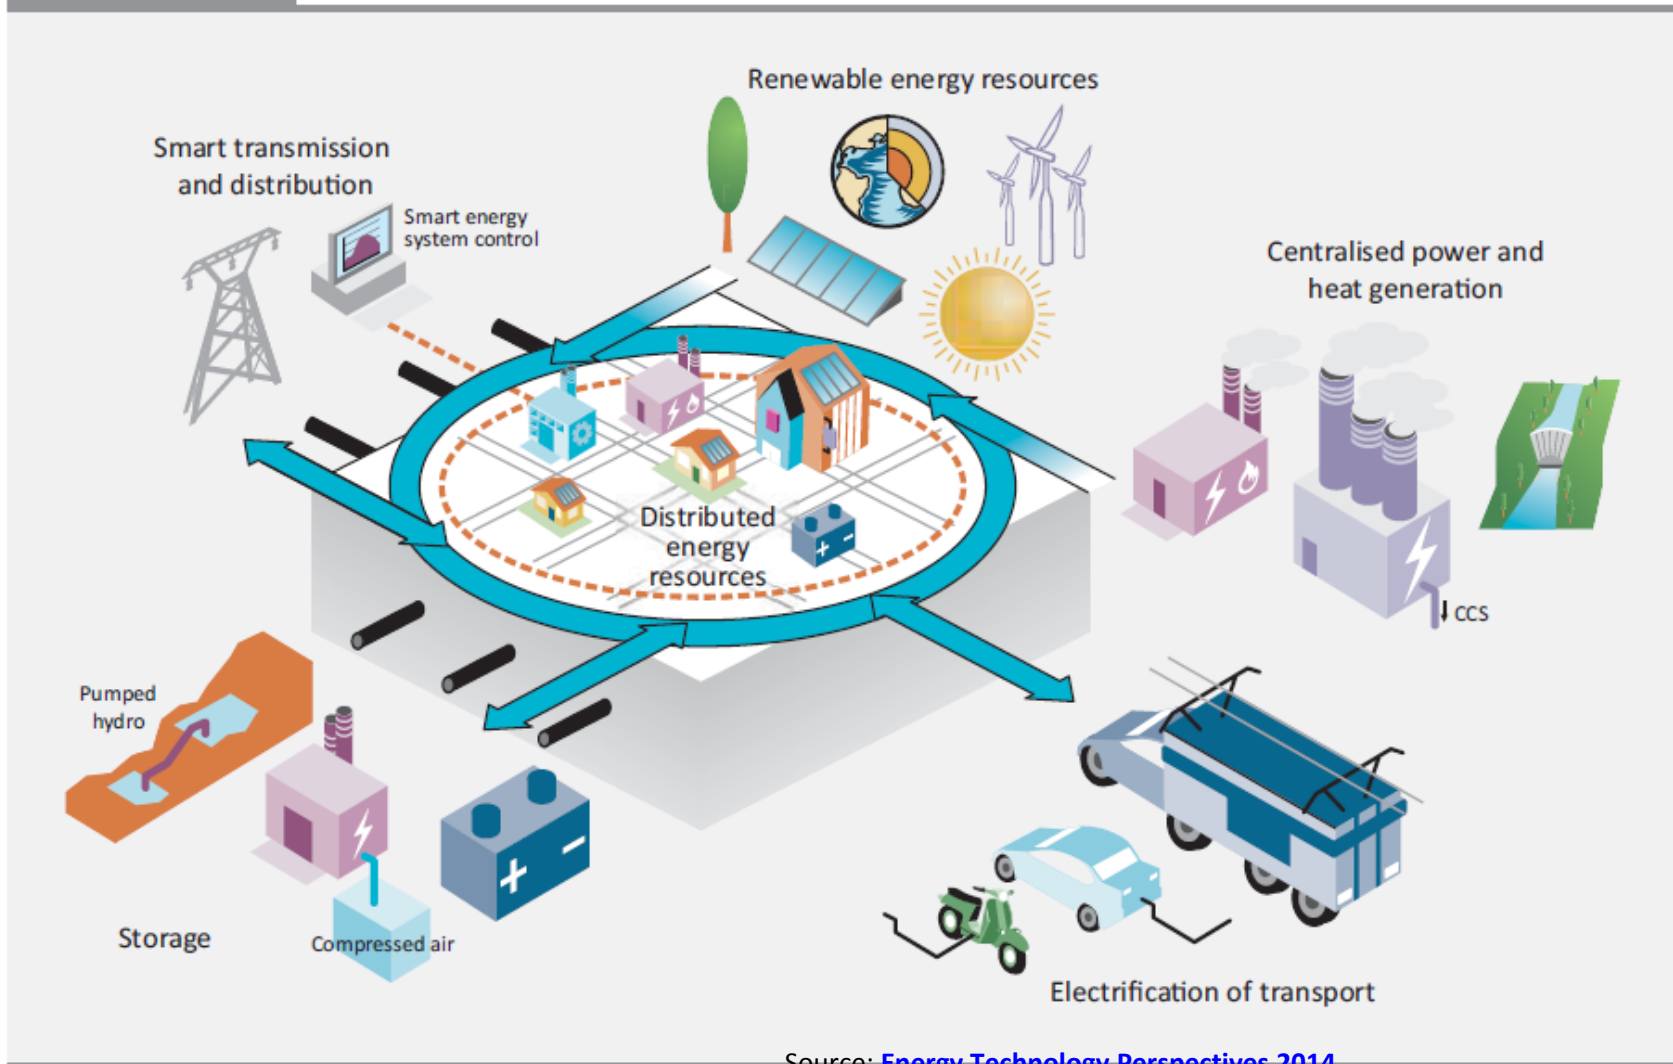 Renewable energy resources
Smart transmission
and distribution
Smart energy
system control
Centralised power and
heat generation
Distributed
energy
resources
CCS
Pumped
hydro
Storage
Compressed air
Electrification of transport
Source: Energy Technology Perspectives 2014